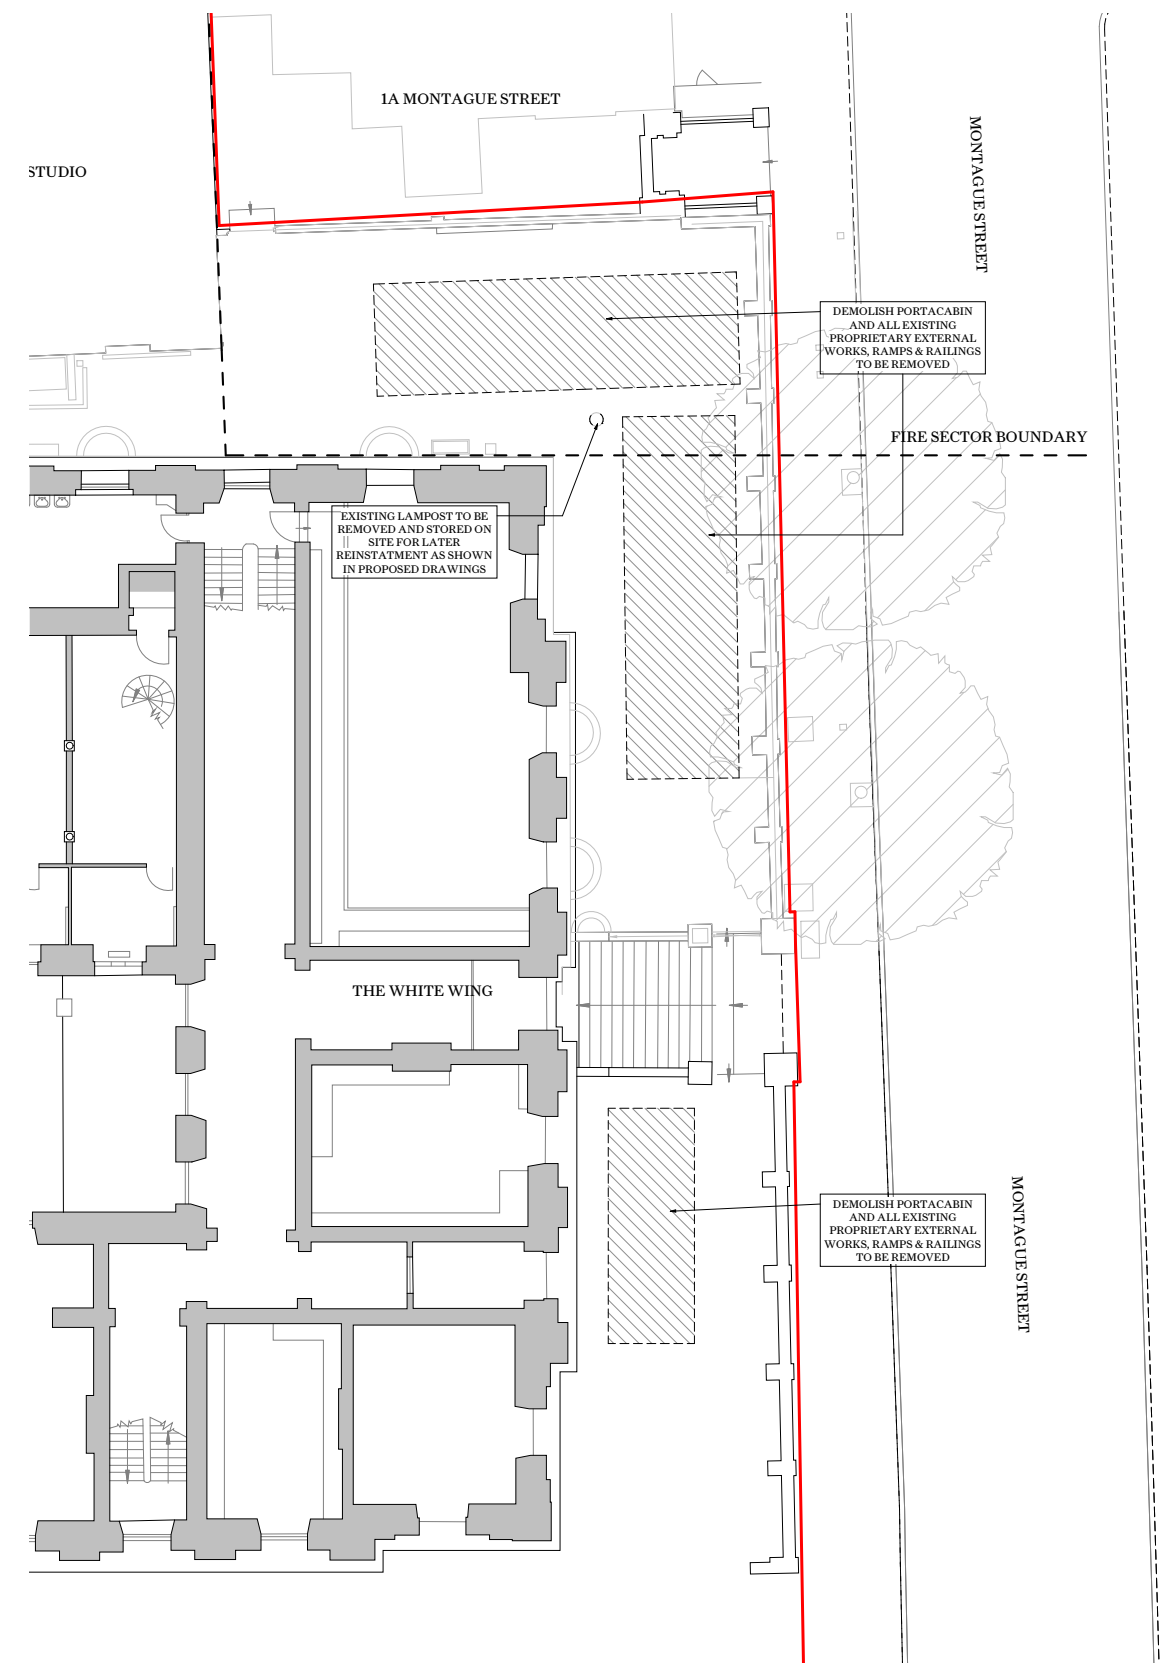 1A MONTAGUE STREET
MONTAGUE STREET
STUDIO
DEMOLISH PORTACABIN
AND ALL EXISTING
PROPRIETARY EXTERNAL
WORKS, RAMPS & RAILINGS
TO BE REMOVED
FIRE SECTOR BOUNDARY
EXISTING LAMPOST TO BE
REMOVED AND STORED ON
SITE FOR LATER
REINSTATMENT AS SHOWN
IN PROPOSED DRAWINGS
THE WHITE WING
MONTAGUE STREET
DEMOLISH PORTACABIN
AND ALL EXISTING
PROPRIETARY EXTERNAL
WORKS, RAMPS & RAILINGS
TO BE REMOVED